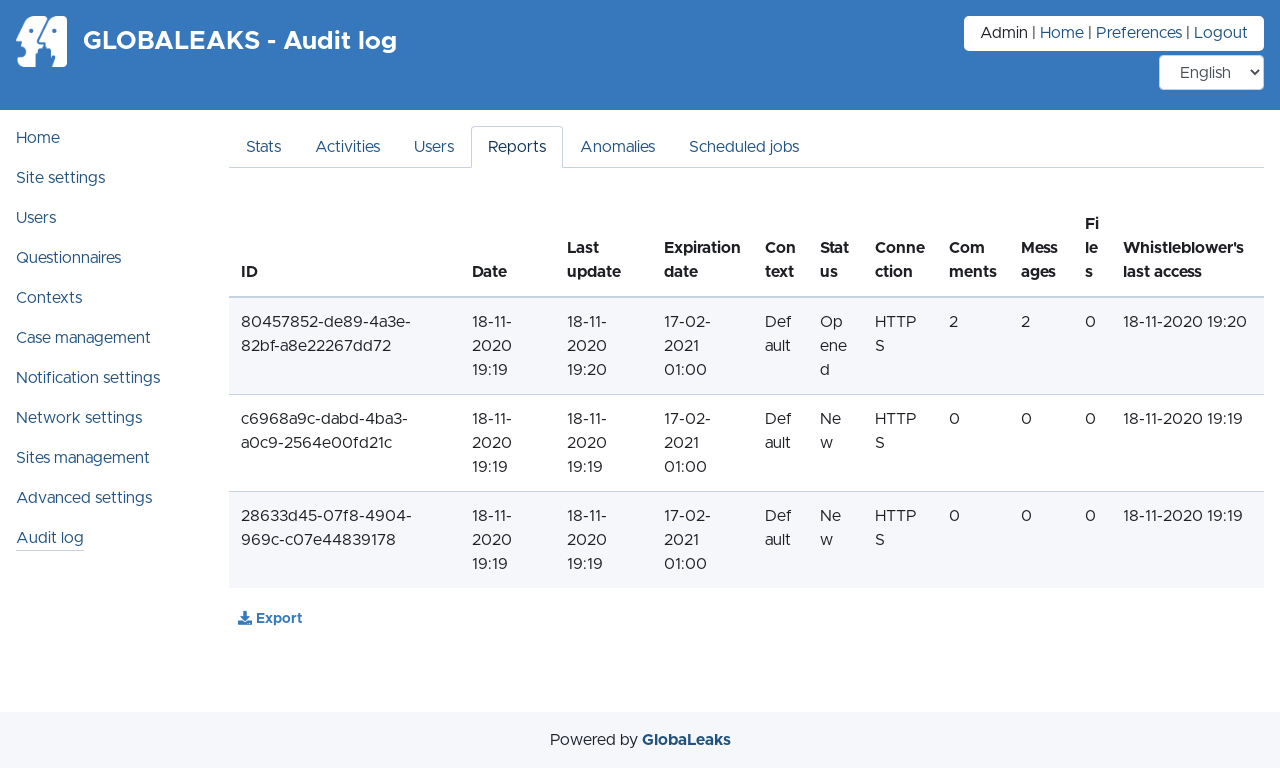 GLOBALEAKS - Audit log
Admin | Home | Preferences | Logout
English
Home
Site settings
Users
Questionnaires
Contexts
Case management
Notification settings
Network settings
Sites management
Advanced settings
Audit log
Stats Activities Users Reports Anomalies Scheduled jobs
ID Date Last update Expiration date Context Status Connection Comments Messages Files Whistleblower's last access
80457852-de89-4a3e-82bf-a8e22267dd72 18-11-2020 19:19 18-11-2020 19:20 17-02-2021 01:00 Default Opened HTTPS 2 2 0 18-11-2020 19:20
c6968a9c-dabd-4ba3-a0c9-2564e00fd21c 18-11-2020 19:19 18-11-2020 19:19 17-02-2021 01:00 Default New HTTPS 0 0 0 18-11-2020 19:19
28633d45-07f8-4904-969c-c07e44839178 18-11-2020 19:19 18-11-2020 19:19 17-02-2021 01:00 Default New HTTPS 0 0 0 18-11-2020 19:19
Export
Powered by GlobaLeaks